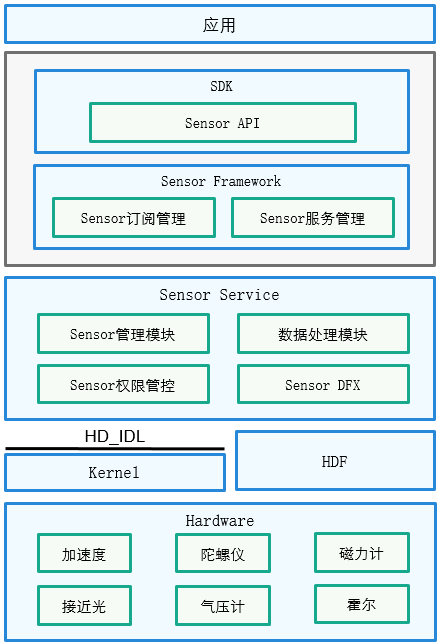 应用
SDK
Sensor API
Sensor Framework
Sensor订阅管理
Sensor服务管理
Sensor Service
Sensor管理模块
数据处理模块
Sensor权限管控
Sensor DFX
HD_IDL
Kernel
HDF
Hardware
加速度
陀螺仪
磁力计
接近光
气压计
霍尔